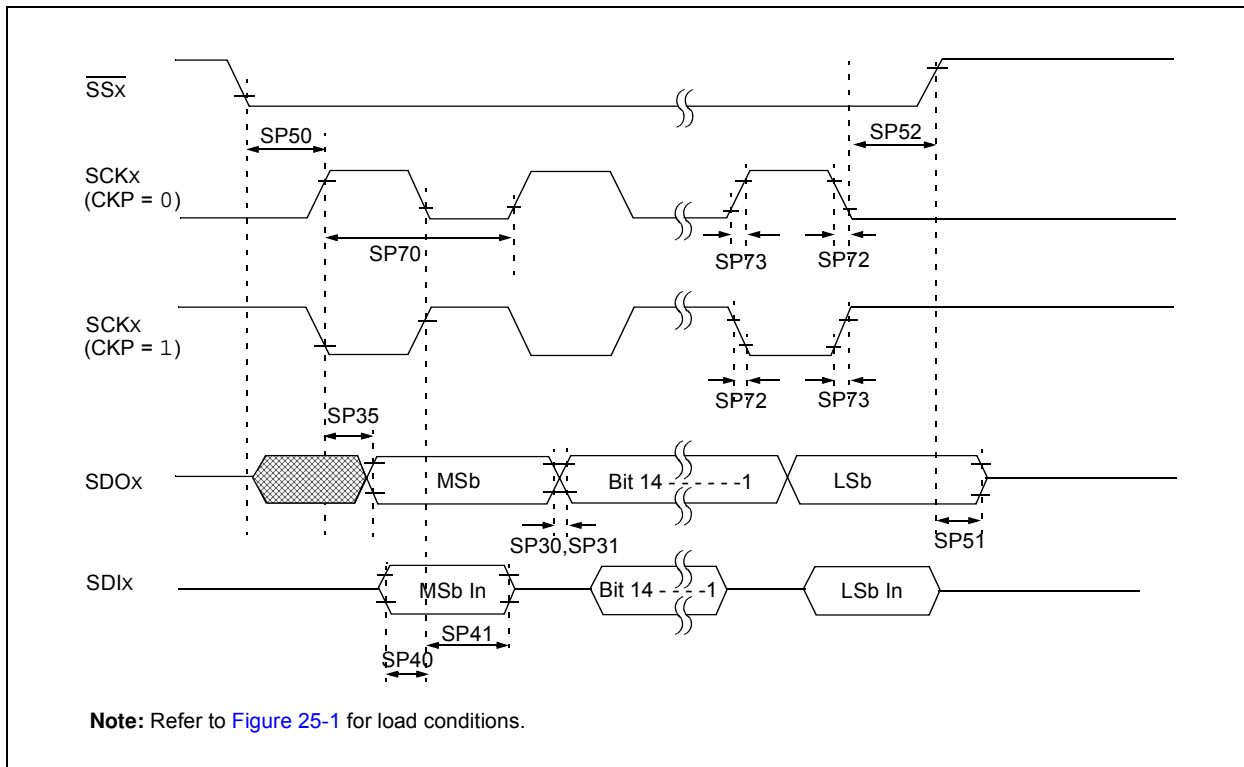 SSx
SP50
SP52
SCKx
(CKP = 0)
SP70
SP73
SP72
SCKx
(CKP = 1)
SP72
SP73
SP35
SDOx
MSb
Bit 14 - - - - - -1
LSb
SP30,SP31
SP51
SDIx
MSb In
Bit 14 - - - -1
LSb In
SP41
SP40
Note: Refer to Figure 25-1 for load conditions.